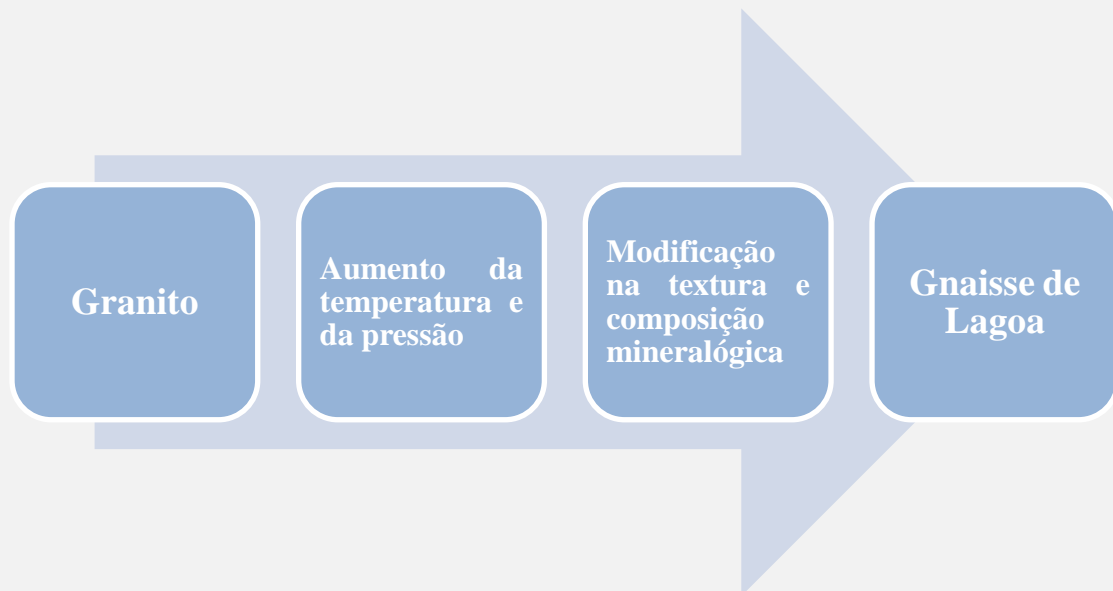 Granito
Aumento da
temperatura e
da pressão
Modificação
na textura e
composição
mineralógica
Gnaisse de
Lagoa